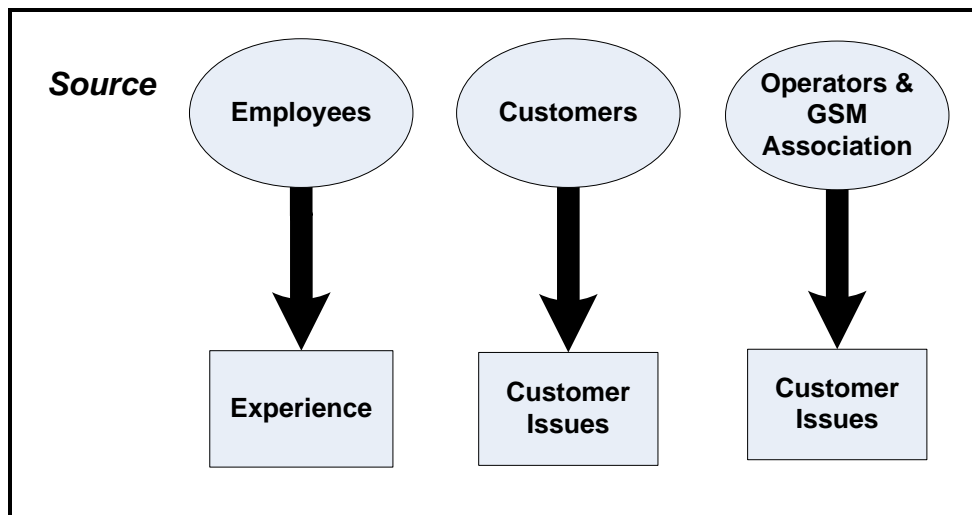 Source
Employees
Customers
Operators &
GSM
Association
Experience
Customer
Issues
Customer
Issues